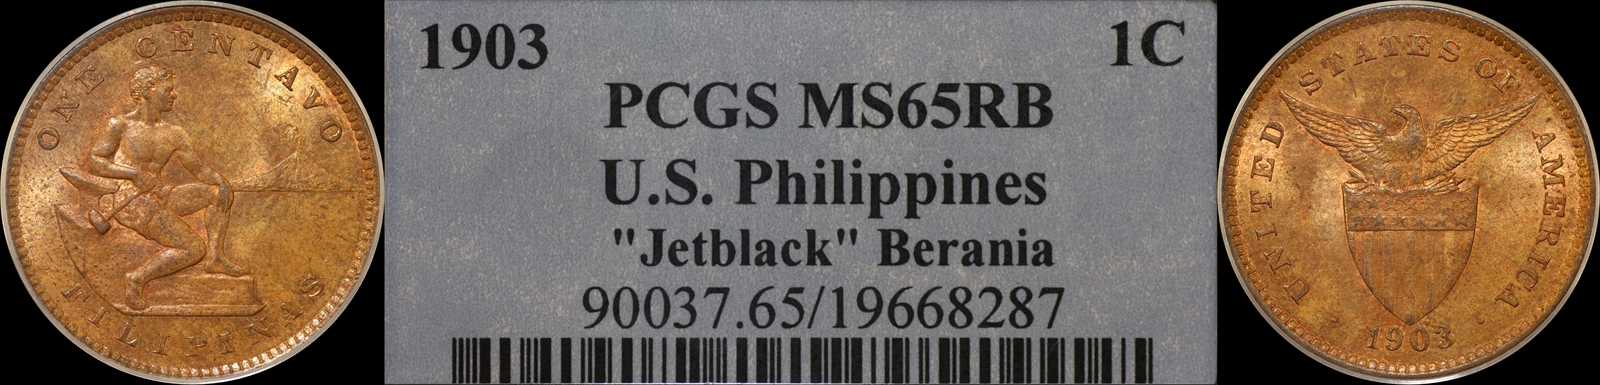 ONE CENTAVO
FILIPINAS
1903 1C
PCGS MS65RB
U.S. Philippines
"Jetblack" Berania
90037.65/19668287
UNITED STATES OF AMERICA
1903